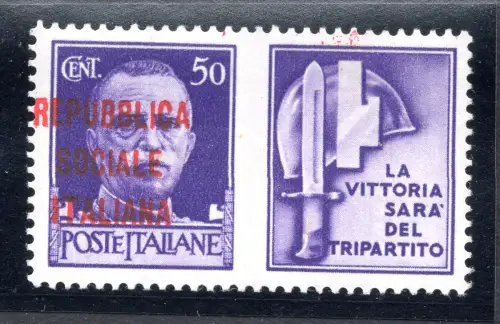 CENT. 50
REPUBBLICA
SOCIALE
ITALIANA
POSTE ITALIANE
LA
VITTORIA
SARA'
DEL
TRIPARTITO